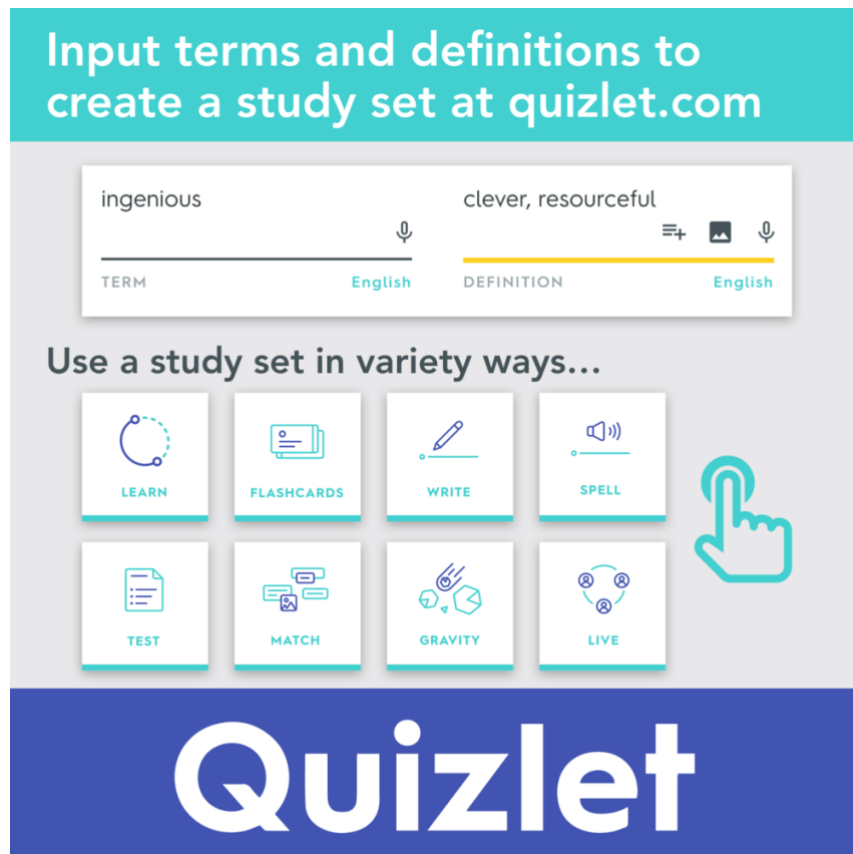 Input terms and definitions to
create a study set at quizlet.com
ingenious
clever, resourceful
TERM
English
DEFINITION
English
Use a study set in variety ways...
LEARN
FLASHCARDS
WRITE
SPELL
TEST
MATCH
GRAVITY
LIVE
Quizlet